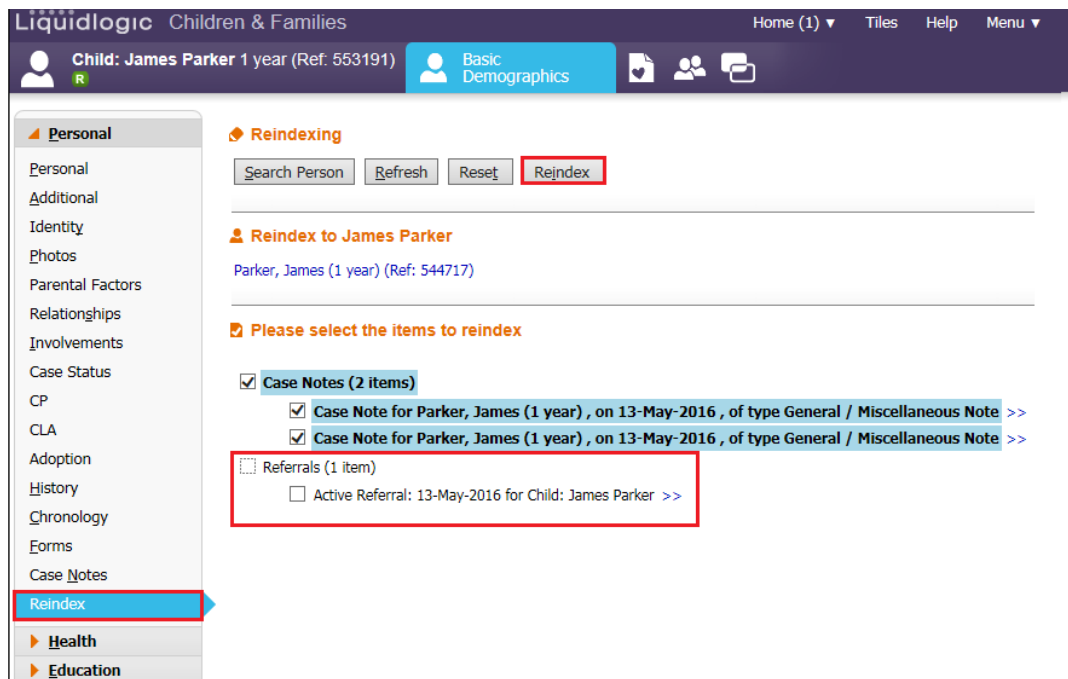 Liquidlogic Children & Families
Home (1) ▼ Tiles Help Menu ▼
Child: James Parker 1 year (Ref: 553191)
R
Basic
Demographics
Personal
Personal
Additional
Identity
Photos
Parental Factors
Relationships
Involvements
Case Status
CP
CLA
Adoption
History
Chronology
Forms
Case Notes
Reindex
Health
Education
Reindexing
Search Person Refresh Reset Reindex
Reindex to James Parker
Parker, James (1 year) (Ref: 544717)
Please select the items to reindex
Case Notes (2 items)
Case Note for Parker, James (1 year) , on 13-May-2016 , of type General / Miscellaneous Note >>
Case Note for Parker, James (1 year) , on 13-May-2016 , of type General / Miscellaneous Note >>
Referrals (1 item)
Active Referral: 13-May-2016 for Child: James Parker >>